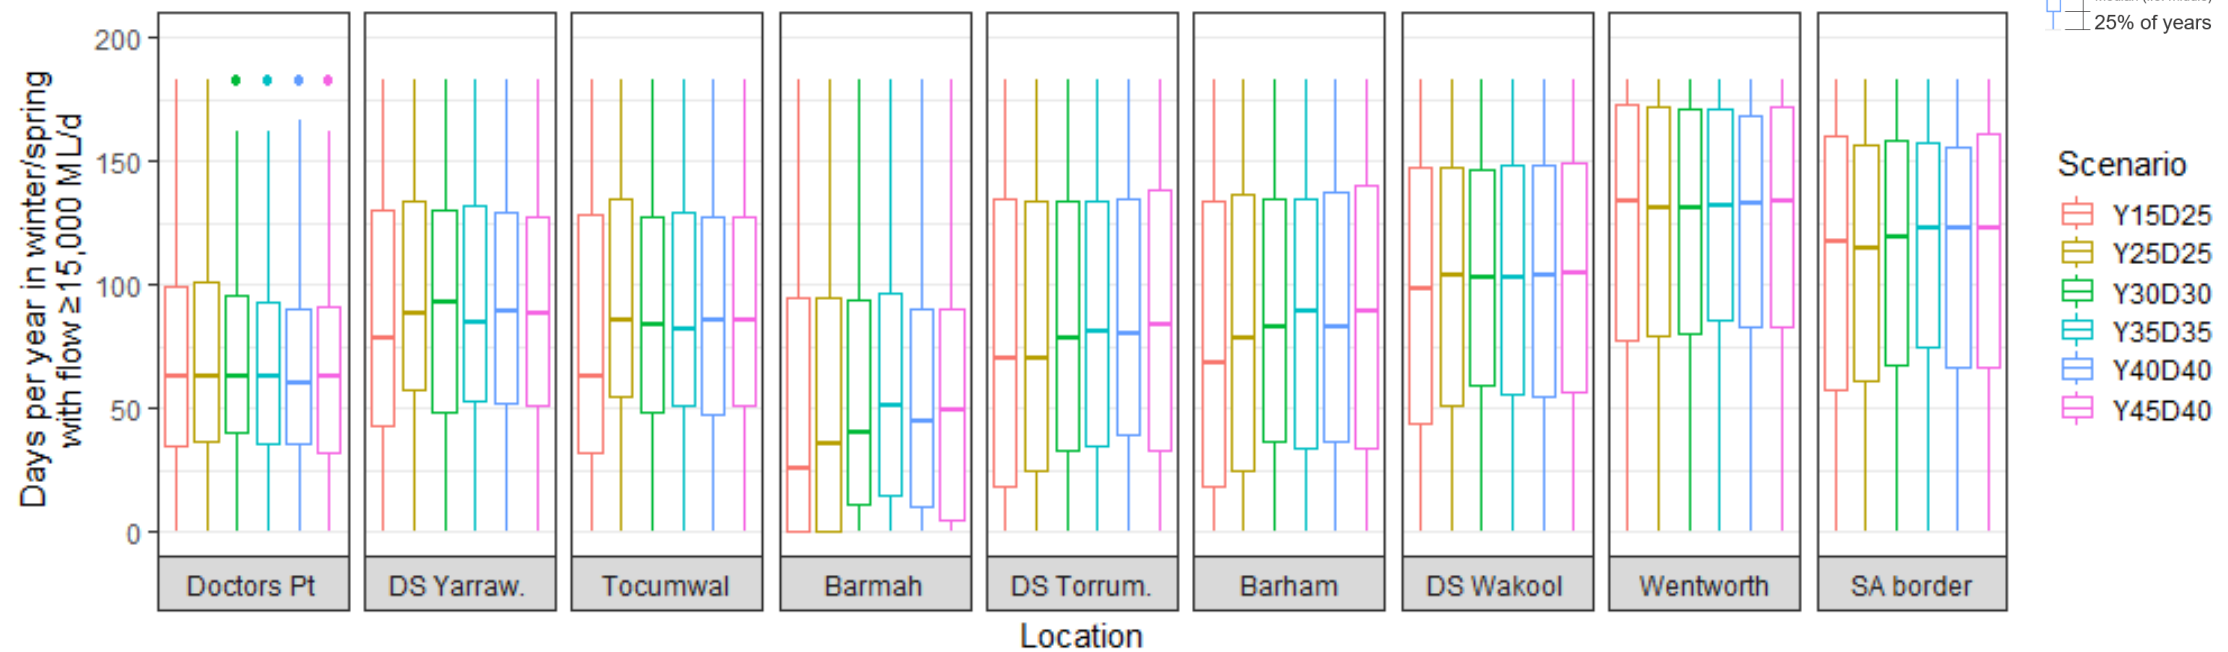 25% of years
Days per year in winter/spring
with flow ≥15,000 ML/d
200
150
100
50
0
Doctors Pt
DS Yarraw.
Tocumwal
Barmah
DS Torrum.
Barham
DS Wakool
Wentworth
SA border
Location
Scenario
Y15D25
Y25D25
Y30D30
Y35D35
Y40D40
Y45D40